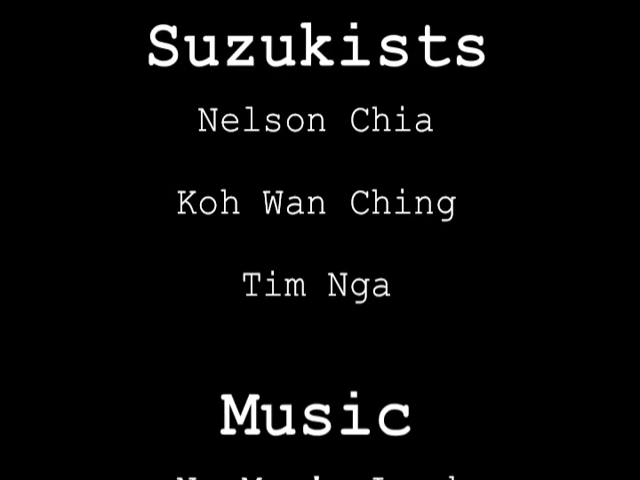 Suzukists
Nelson Chia
Koh Wan Ching
Tim Nga
Music